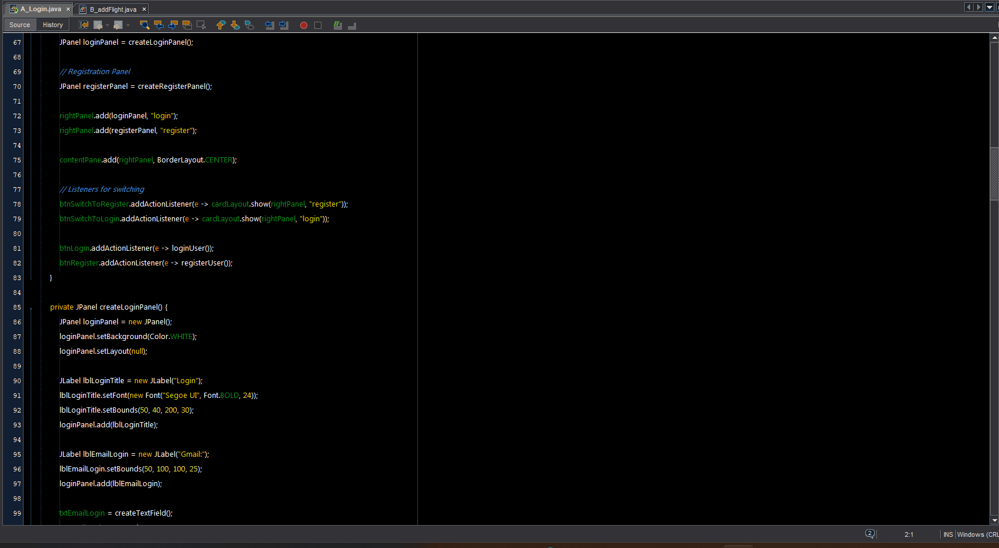 A_Login.java × B_addFlight.java ×
Source History
67 JPanel loginPanel = createLoginPanel();
68
69 // Registration Panel
70 JPanel registerPanel = createRegisterPanel();
71
72 rightPanel.add(loginPanel, "login");
73 rightPanel.add(registerPanel, "register");
74
75 contentPane.add(rightPanel, BorderLayout.CENTER);
76
77 // Listeners for switching
78 btnSwitchToRegister.addActionListener(e -> cardLayout.show(rightPanel, "register"));
79 btnSwitchToLogin.addActionListener(e -> cardLayout.show(rightPanel, "login"));
80
81 btnLogin.addActionListener(e -> loginUser());
82 btnRegister.addActionListener(e -> registerUser());
83 }
84
85 private JPanel createLoginPanel() {
86 JPanel loginPanel = new JPanel();
87 loginPanel.setBackground(Color.WHITE);
88 loginPanel.setLayout(null);
89
90 JLabel lblLoginTitle = new JLabel("Login");
91 lblLoginTitle.setFont(new Font("Segoe UI", Font.BOLD, 24));
92 lblLoginTitle.setBounds(50, 40, 200, 30);
93 loginPanel.add(lblLoginTitle);
94
95 JLabel lblEmailLogin = new JLabel("Gmail:");
96 lblEmailLogin.setBounds(50, 100, 100, 25);
97 loginPanel.add(lblEmailLogin);
98
99 txtEmailLogin = createTextField();
2 2:1 INS Windows (CRL